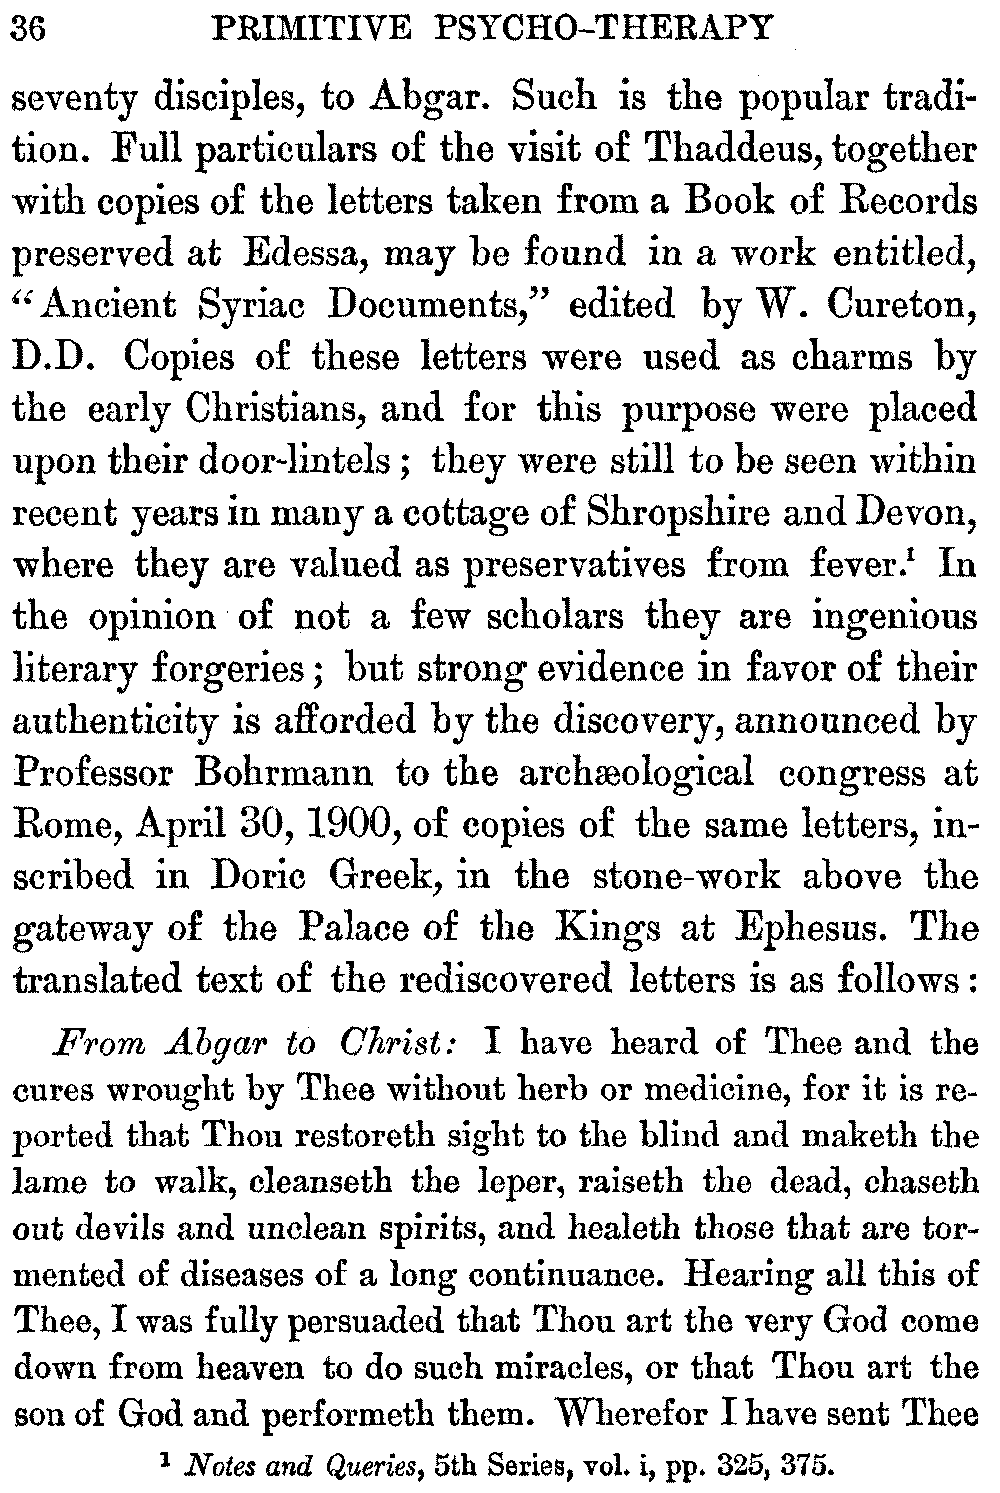 36 PRIMITIVE PSYCHO-THERAPY
seventy disciples, to Abgar. Such is the popular tradi-
tion. Full particulars of the visit of Thaddeus, together
with copies of the letters taken from a Book of Records
preserved at Edessa, may be found in a work entitled,
“Ancient Syriac Documents,” edited by W. Cureton,
D.D. Copies of these letters were used as charms by
the early Christians, and for this purpose were placed
upon their door-lintels; they were still to be seen within
recent years in many a cottage of Shropshire and Devon,
where they are valued as preservatives from fever.¹ In
the opinion of not a few scholars they are ingenious
literary forgeries; but strong evidence in favor of their
authenticity is afforded by the discovery, announced by
Professor Bohrmann to the archæological congress at
Rome, April 30, 1900, of copies of the same letters, in-
scribed in Doric Greek, in the stone-work above the
gateway of the Palace of the Kings at Ephesus. The
translated text of the rediscovered letters is as follows:
From Abgar to Christ: I have heard of Thee and the
cures wrought by Thee without herb or medicine, for it is re-
ported that Thou restoreth sight to the blind and maketh the
lame to walk, cleanseth the leper, raiseth the dead, chaseth
out devils and unclean spirits, and healeth those that are tor-
mented of diseases of a long continuance. Hearing all this of
Thee, I was fully persuaded that Thou art the very God come
down from heaven to do such miracles, or that Thou art the
son of God and performeth them. Wherefor I have sent Thee
¹ Notes and Queries, 5th Series, vol. i, pp. 325, 375.